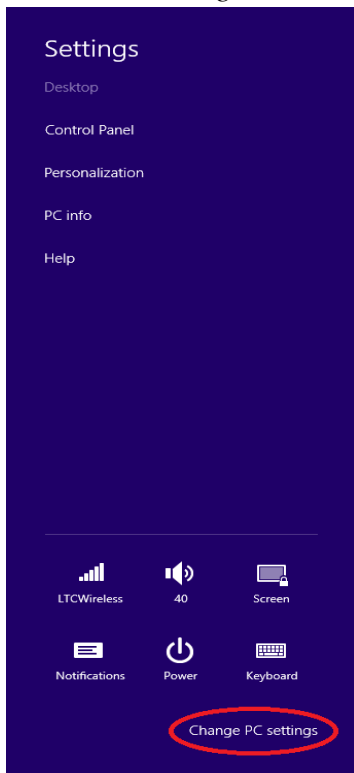 Settings
Desktop
Control Panel
Personalization
PC info
Help
LTCWireless 40 Screen
Notifications Power Keyboard
Change PC settings